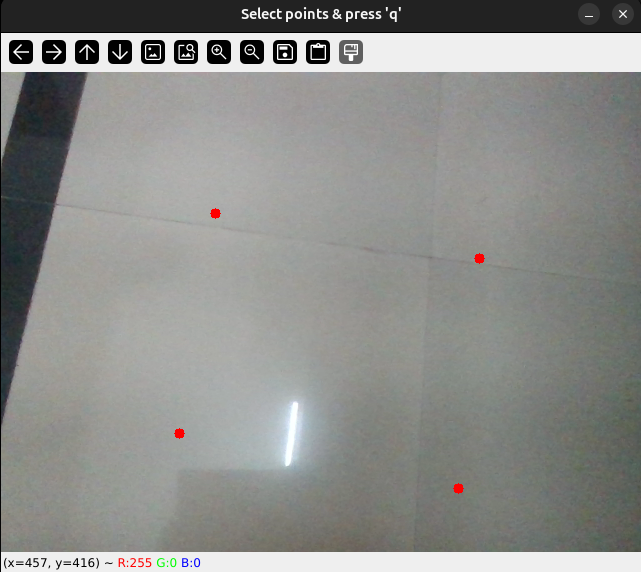 Select points & press 'q'
(x=457, y=416) ~ R:255 G:0 B:0